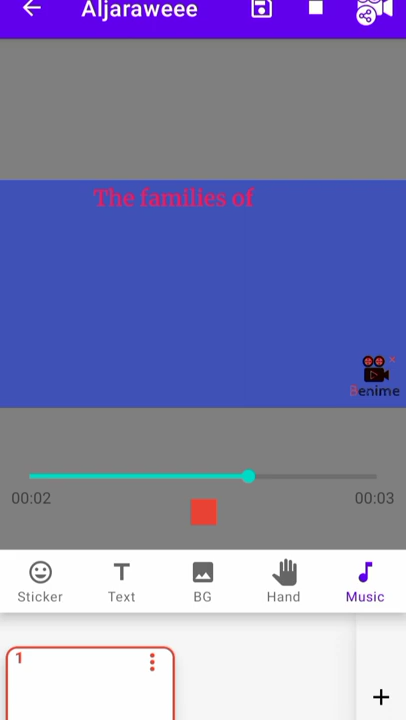 Aljaraweee
The families of
Benime
00:02
00:03
Sticker
Text
BG
Hand
Music
1